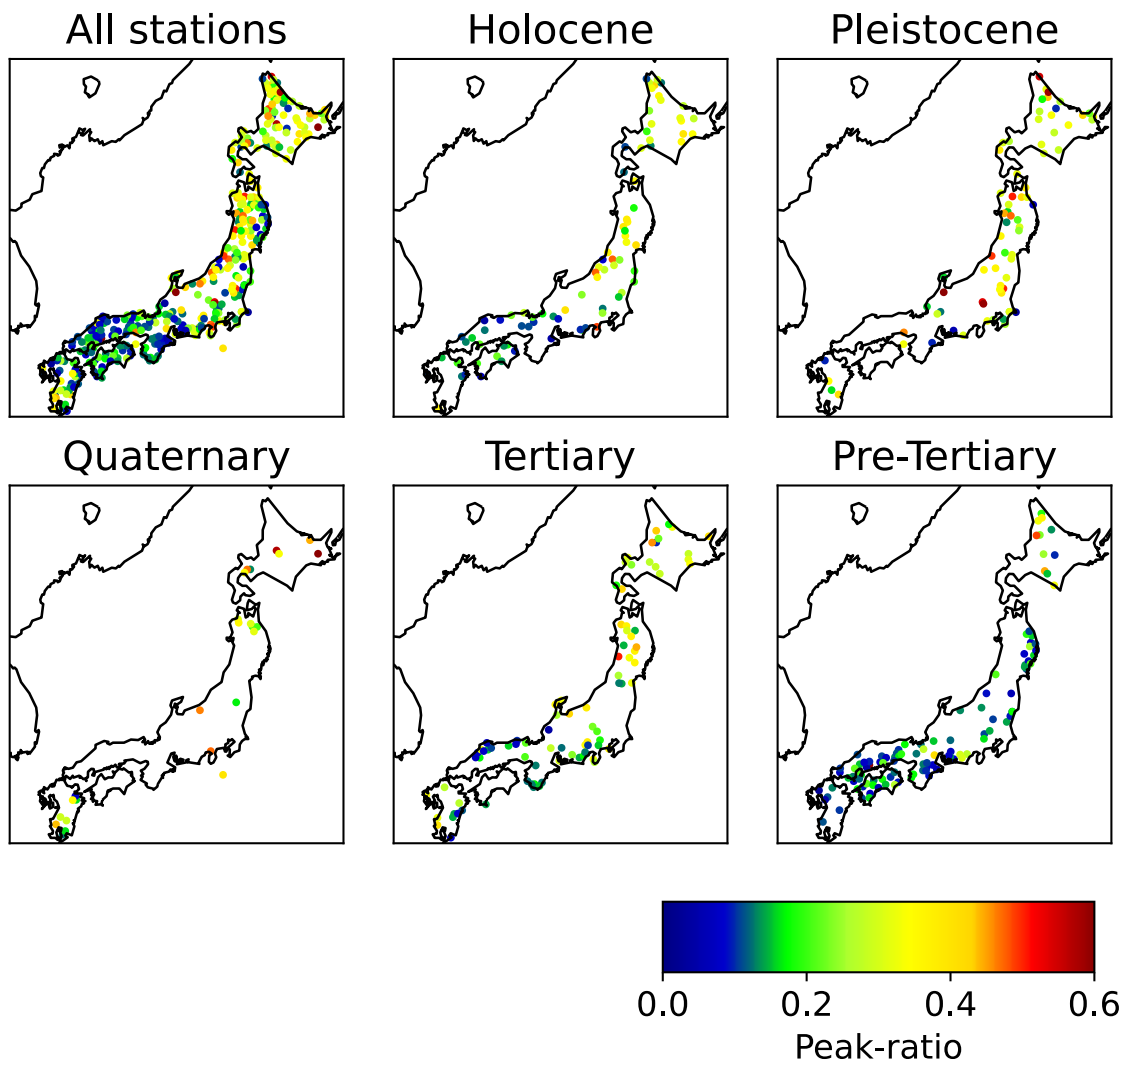 All stations
Holocene
Pleistocene
Quaternary
Tertiary
Pre-Tertiary
0.0
0.2
0.4
0.6
Peak-ratio